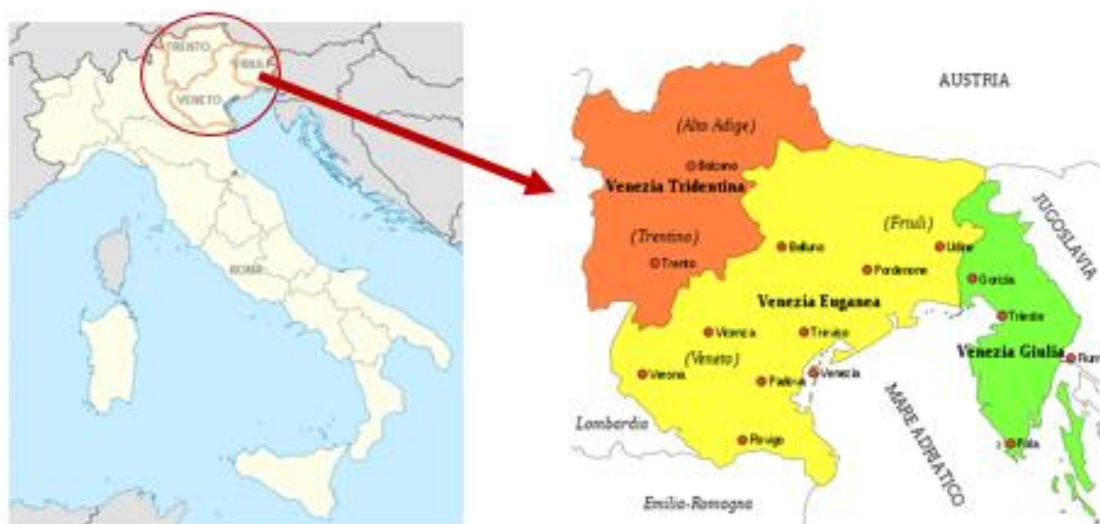 TRENTO
FRIULI
VENETO
ROMA
AUSTRIA
(Alto Adige)
Bolzano
Venezia Tridentina
JUGOSLAVIA
(Trentino)
(Friuli)
Belluno
Udine
Trento
Pordenone
Gorizia
Venezia Euganea
Trieste
Vicenza
Treviso
(Veneto)
Venezia Giulia
Fium
Verona
Padova
Venezia
Lombardia
Rovigo
MARE ADRIATICO
Pola
Emilia-Romagna